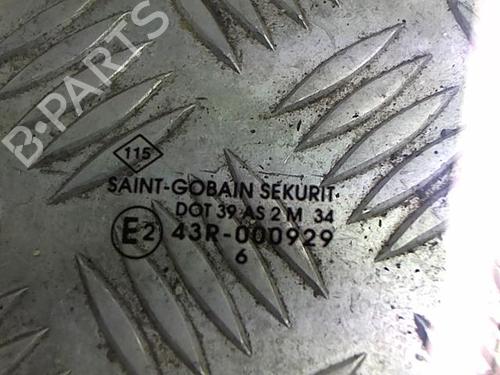 B-PARTS
115
SAINT-GOBAIN SEKURIT
DOT 39 AS 2 M 34
E2 43R-000929
6